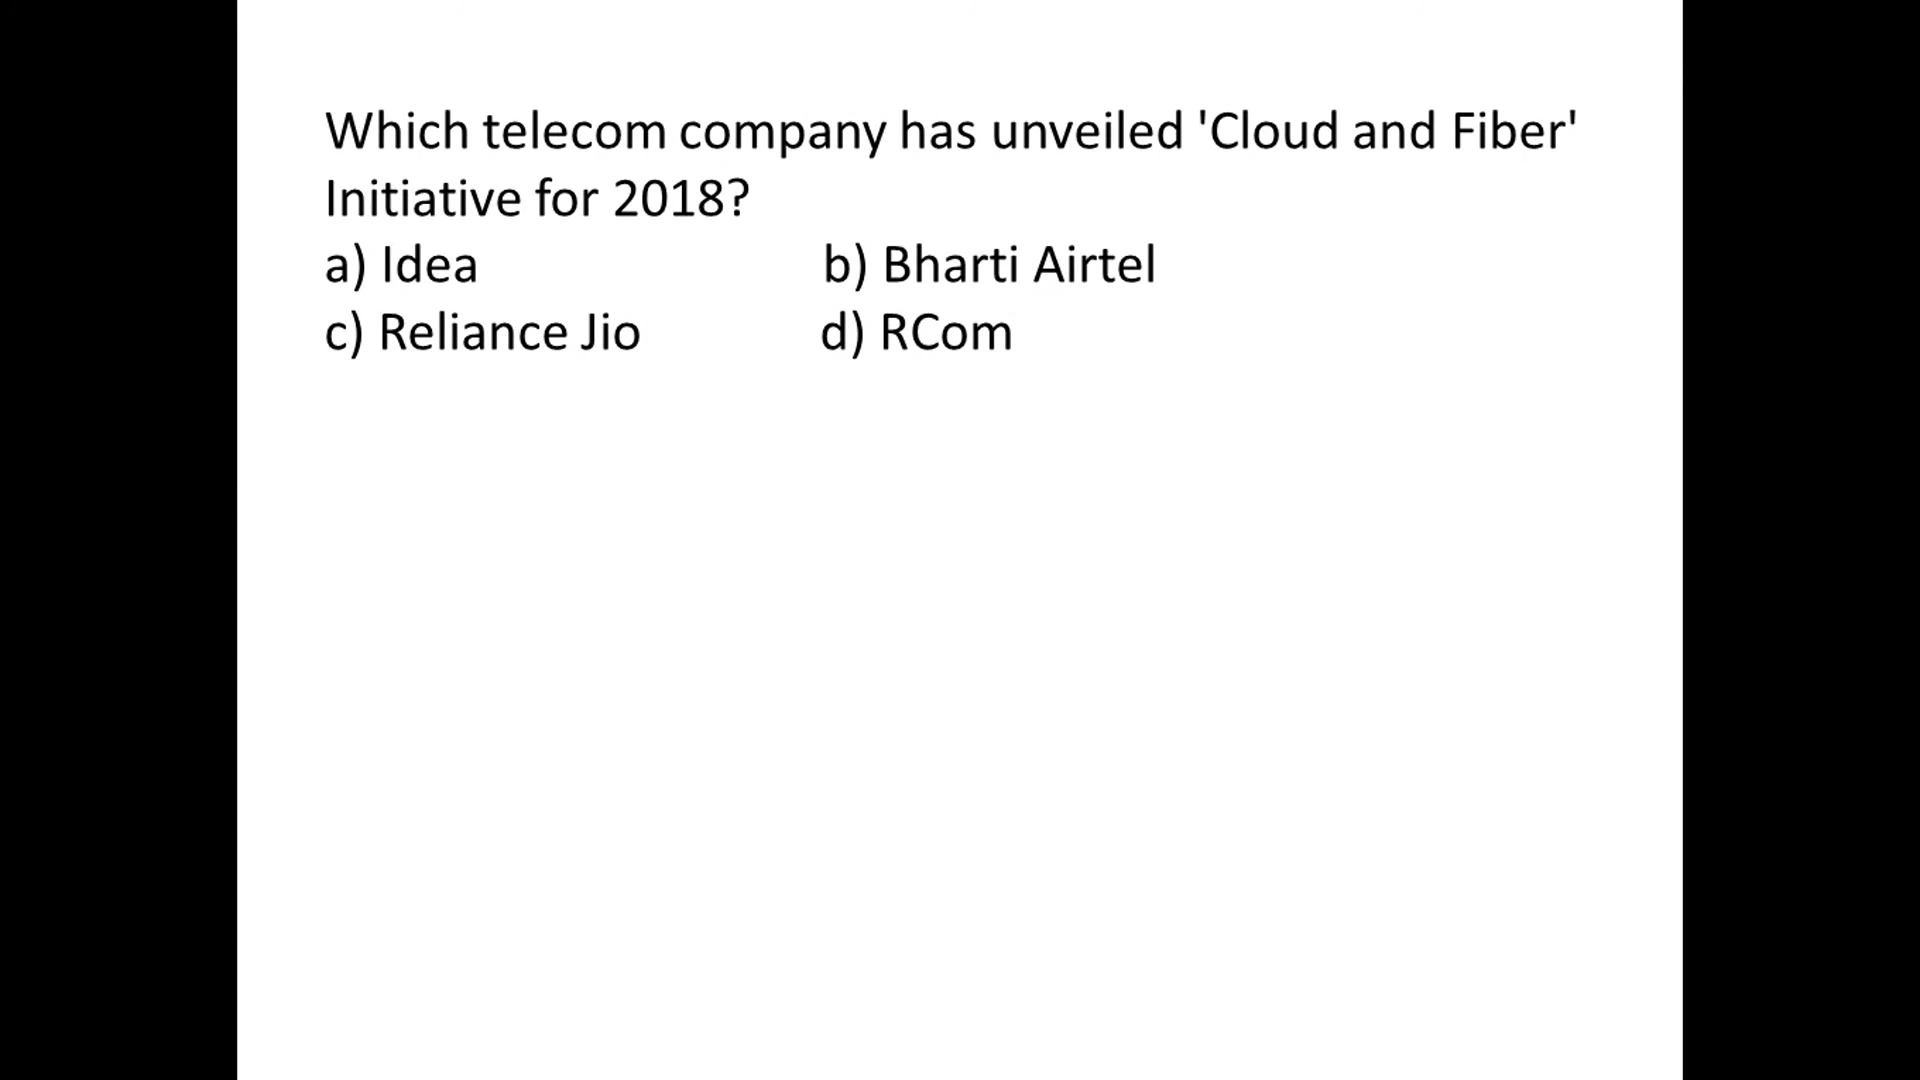 Which telecom company has unveiled 'Cloud and Fiber'
Initiative for 2018?
a) Idea b) Bharti Airtel
c) Reliance Jio d) RCom